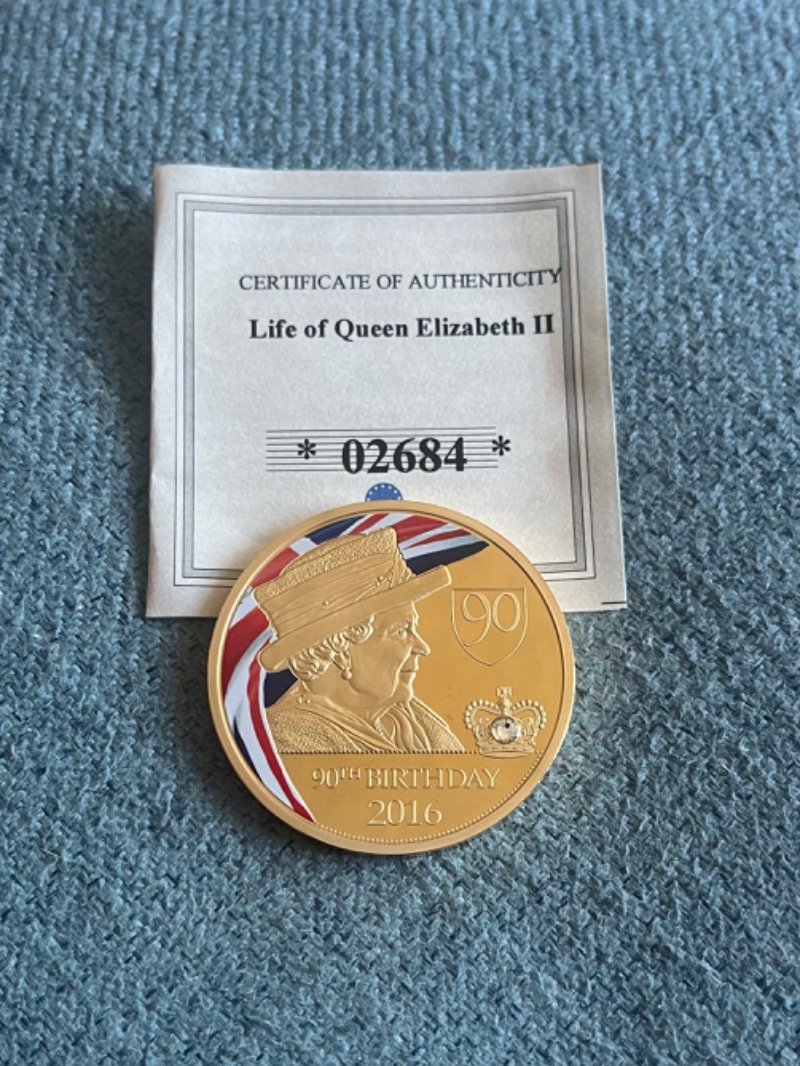 CERTIFICATE OF AUTHENTICITY
Life of Queen Elizabeth II
* 02684 *
90
90TH BIRTHDAY
2016